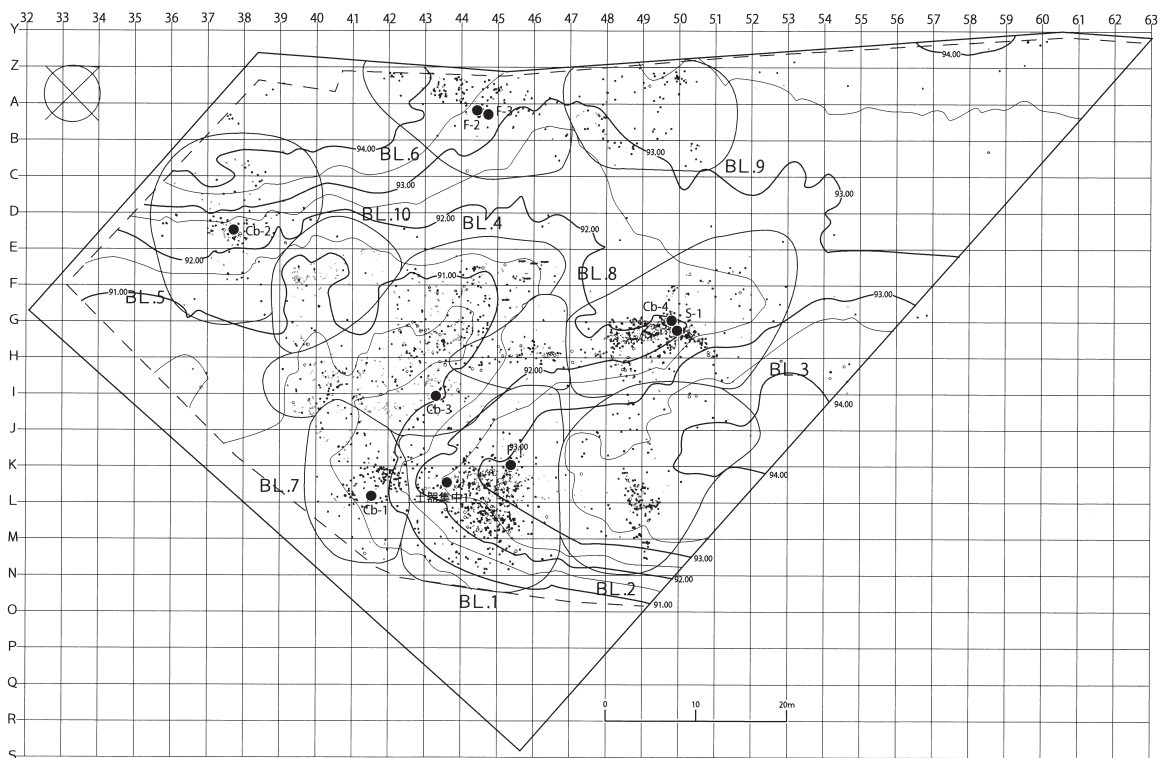 32 33 34 35 36 37 38 39 40 41 42 43 44 45 46 47 48 49 50 51 52 53 54 55 56 57 58 59 60 61 62 63
Y
94.00
Z
A
F-2
F-3
B
94.00
BL.6
93.00
BL.9
C
93.00
93.00
D
BL.10
92.00
BL.4
Cb-2
92.00
E
92.00
BL.8
F
91.00
91.00
BL.5
93.00
G
Cb-4
S-1
H
92.00
BL.3
I
94.00
Cb-3
J
93.00
K
94.00
BL.7
土器集中1
L
Cb-1
M
93.00
N
92.00
BL.2
BL.1
91.00
O
P
Q
0 10 20m
R
S